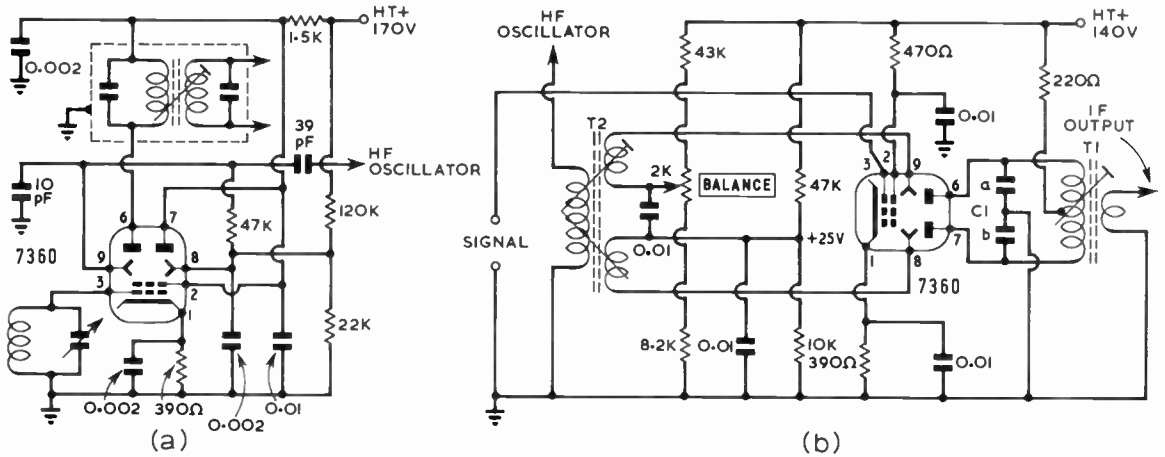 HT+
170V
1.5K
0.002
39
pF
HF
OSCILLATOR
10
pF
6
7
47K
120K
7360
9
8
3
2
1
22K
0.002
390Ω
0.002
0.01
(a)
HF
OSCILLATOR
HT+
140V
43K
470Ω
220Ω
0.01
IF
OUTPUT
T2
T1
3
2
9
2K
BALANCE
47K
6
a
C1
b
SIGNAL
0.01
+25V
7
1
8
7360
8.2K
0.01
10K
390Ω
0.01
(b)